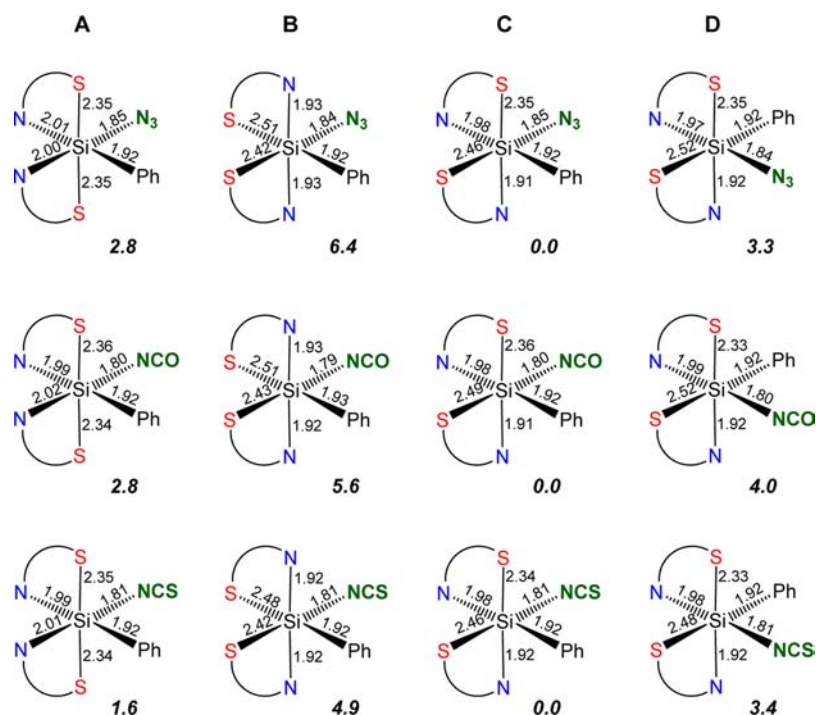 A B C D
S N S S
2.35 1.93 2.35 2.35
N 2.01 1.85 N3 S 2.51 1.84 N3 N 1.98 1.85 N3 N 1.97 1.92 Ph
Si Si Si Si
N 2.00 1.92 Ph S 2.42 1.92 Ph S 2.46 1.92 Ph S 2.52 1.84 N3
2.35 1.93 1.91 1.92
S N N N
2.8 6.4 0.0 3.3
S N S S
2.36 1.93 2.36 2.33
N 1.99 1.80 NCO S 2.51 1.79 NCO N 1.98 1.80 NCO N 1.99 1.92 Ph
Si Si Si Si
N 2.02 1.92 Ph S 2.43 1.93 Ph S 2.49 1.92 Ph S 2.52 1.80 NCO
2.34 1.92 1.91 1.92
S N N N
2.8 5.6 0.0 4.0
S N S S
2.35 1.92 2.34 2.33
N 1.99 1.81 NCS S 2.48 1.81 NCS N 1.98 1.81 NCS N 1.98 1.92 Ph
Si Si Si Si
N 2.01 1.92 Ph S 2.42 1.92 Ph S 2.46 1.92 Ph S 2.48 1.81 NCS
2.34 1.92 1.92 1.92
S N N N
1.6 4.9 0.0 3.4